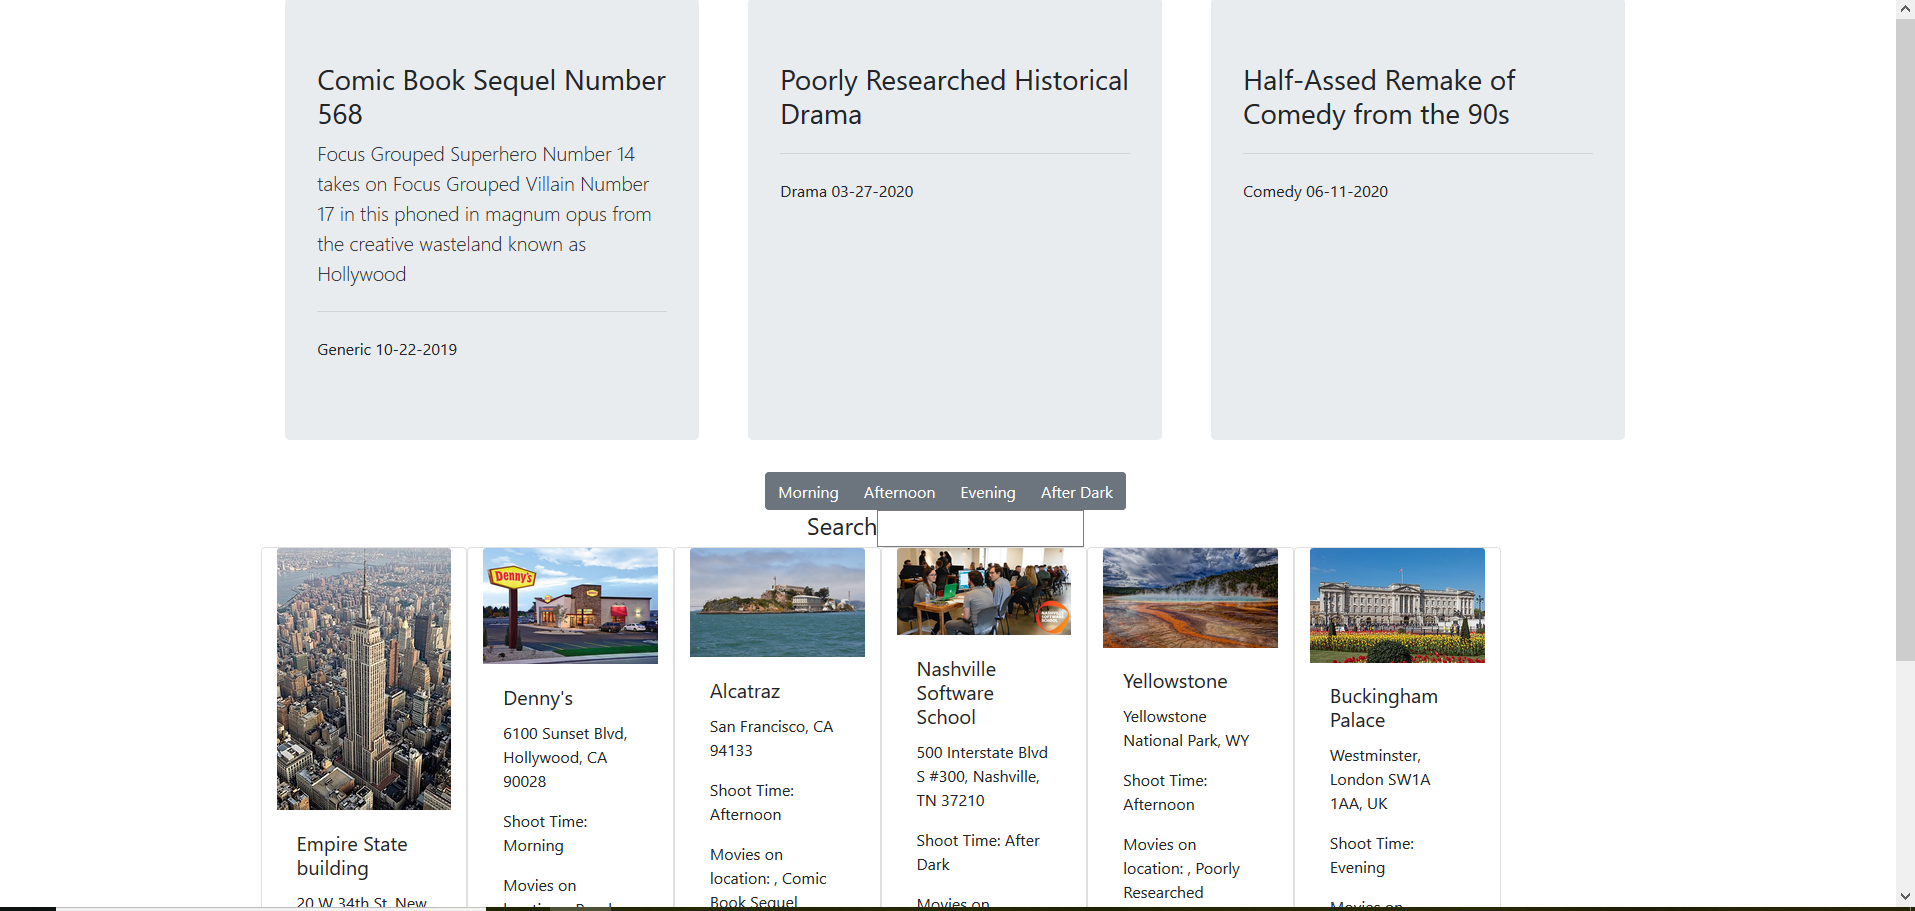 Comic Book Sequel Number
568
Focus Grouped Superhero Number 14
takes on Focus Grouped Villain Number
17 in this phoned in magnum opus from
the creative wasteland known as
Hollywood
Generic 10-22-2019
Poorly Researched Historical
Drama
Drama 03-27-2020
Half-Assed Remake of
Comedy from the 90s
Comedy 06-11-2020
Morning Afternoon Evening After Dark
Search
Empire State
building
20 W 34th St, New
Denny's
Denny's
6100 Sunset Blvd,
Hollywood, CA
90028
Shoot Time:
Morning
Movies on
Alcatraz
San Francisco, CA
94133
Shoot Time:
Afternoon
Movies on
location: , Comic
Book Sequel
NASHVILLE
SOFTWARE
SCHOOL
Nashville
Software
School
500 Interstate Blvd
S #300, Nashville,
TN 37210
Shoot Time: After
Dark
Movies on
Yellowstone
Yellowstone
National Park, WY
Shoot Time:
Afternoon
Movies on
location: , Poorly
Researched
Buckingham
Palace
Westminster,
London SW1A
1AA, UK
Shoot Time:
Evening
Movies on